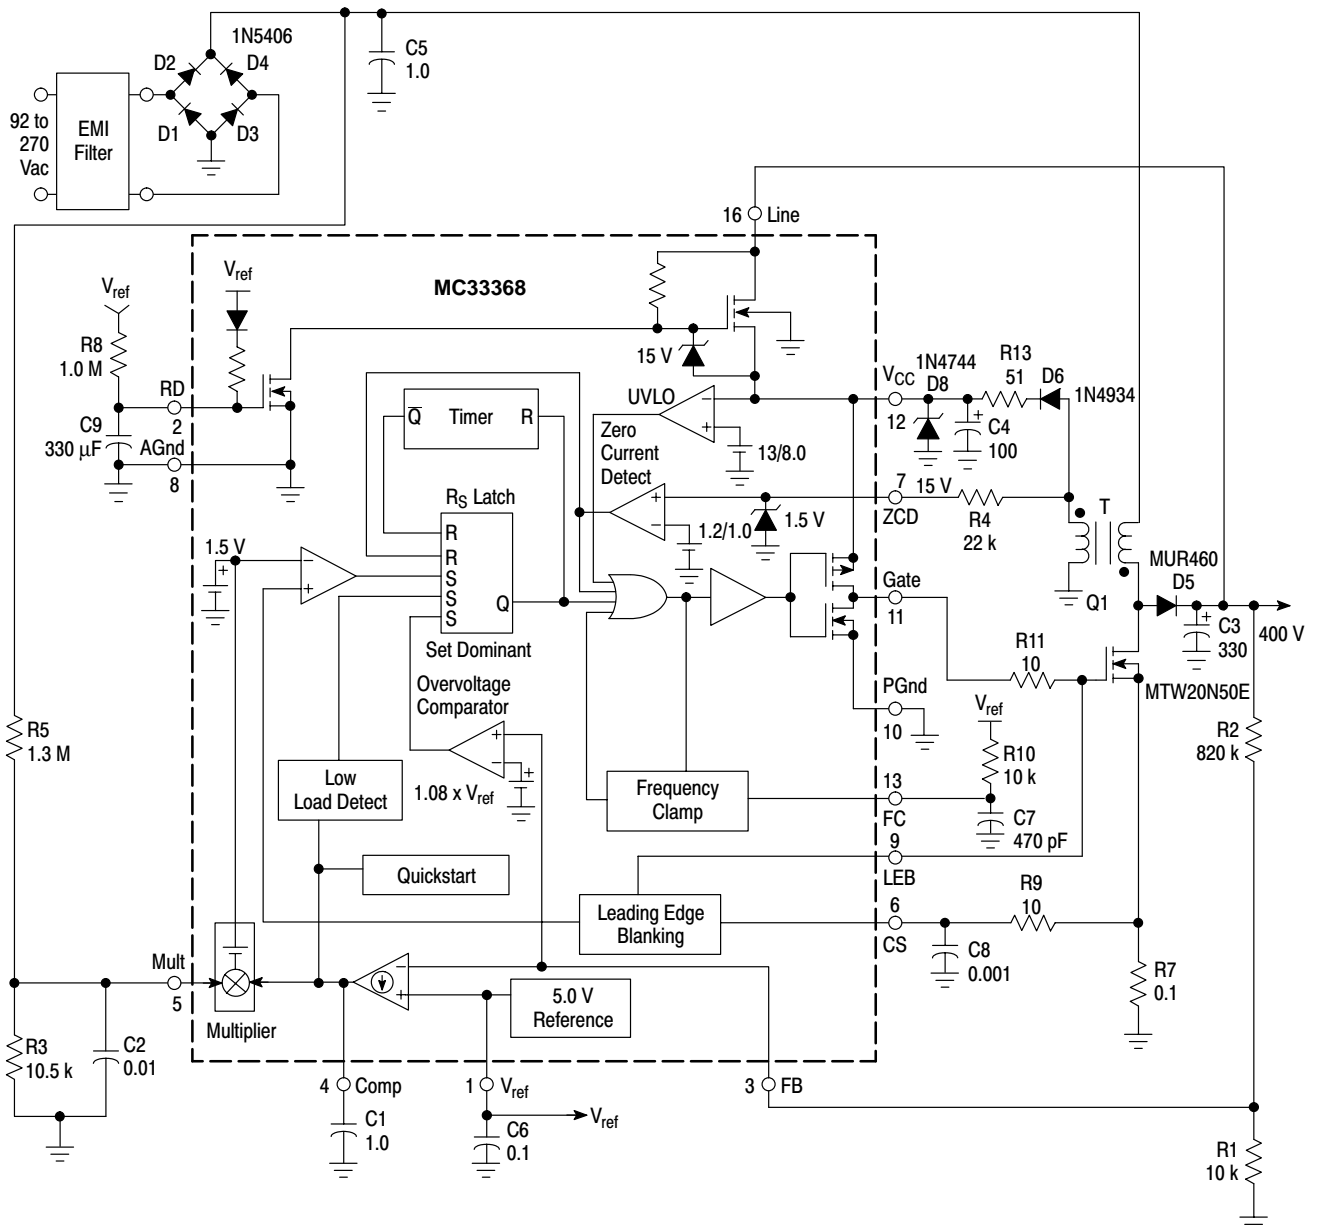 1N5406
C5
1.0
D2
D4
92 to
270
Vac
EMI
Filter
D1
D3
16
Line
MC33368
Vref
Vref
R8
1.0 M
RD
2
C9
330 µF
AGnd
8
15 V
UVLO
VCC
12
1N4744
D8
R13
51
D6
1N4934
C4
100
13/8.0
Q
Timer
R
Zero
Current
Detect
7
15 V
ZCD
R4
22 k
T
1.2/1.0
1.5 V
RS Latch
R
R
S
S
S
Q
Set Dominant
1.5 V
Gate
11
Q1
MUR460
D5
C3
330
400 V
R11
10
MTW20N50E
Overvoltage
Comparator
PGnd
10
Vref
R10
10 k
R2
820 k
R5
1.3 M
Low
Load Detect
1.08 x Vref
Frequency
Clamp
13
FC
C7
470 pF
9
LEB
Quickstart
Leading Edge
Blanking
6
CS
R9
10
C8
0.001
R7
0.1
Mult
5
Multiplier
5.0 V
Reference
R3
10.5 k
C2
0.01
4
Comp
1
Vref
3
FB
C1
1.0
C6
0.1
Vref
R1
10 k